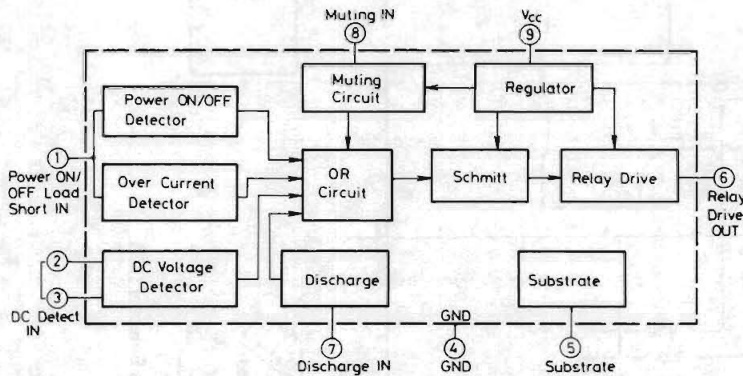 Muting IN
8
Vcc
9
Muting
Circuit
Regulator
Power ON/OFF
Detector
1
Power ON/
OFF Load
Short IN
Over Current
Detector
OR
Circuit
Schmitt
Relay Drive
6
Relay
Drive
OUT
2
3
DC Detect
IN
DC Voltage
Detector
Discharge
Substrate
GND
7
Discharge IN
4
GND
5
Substrate